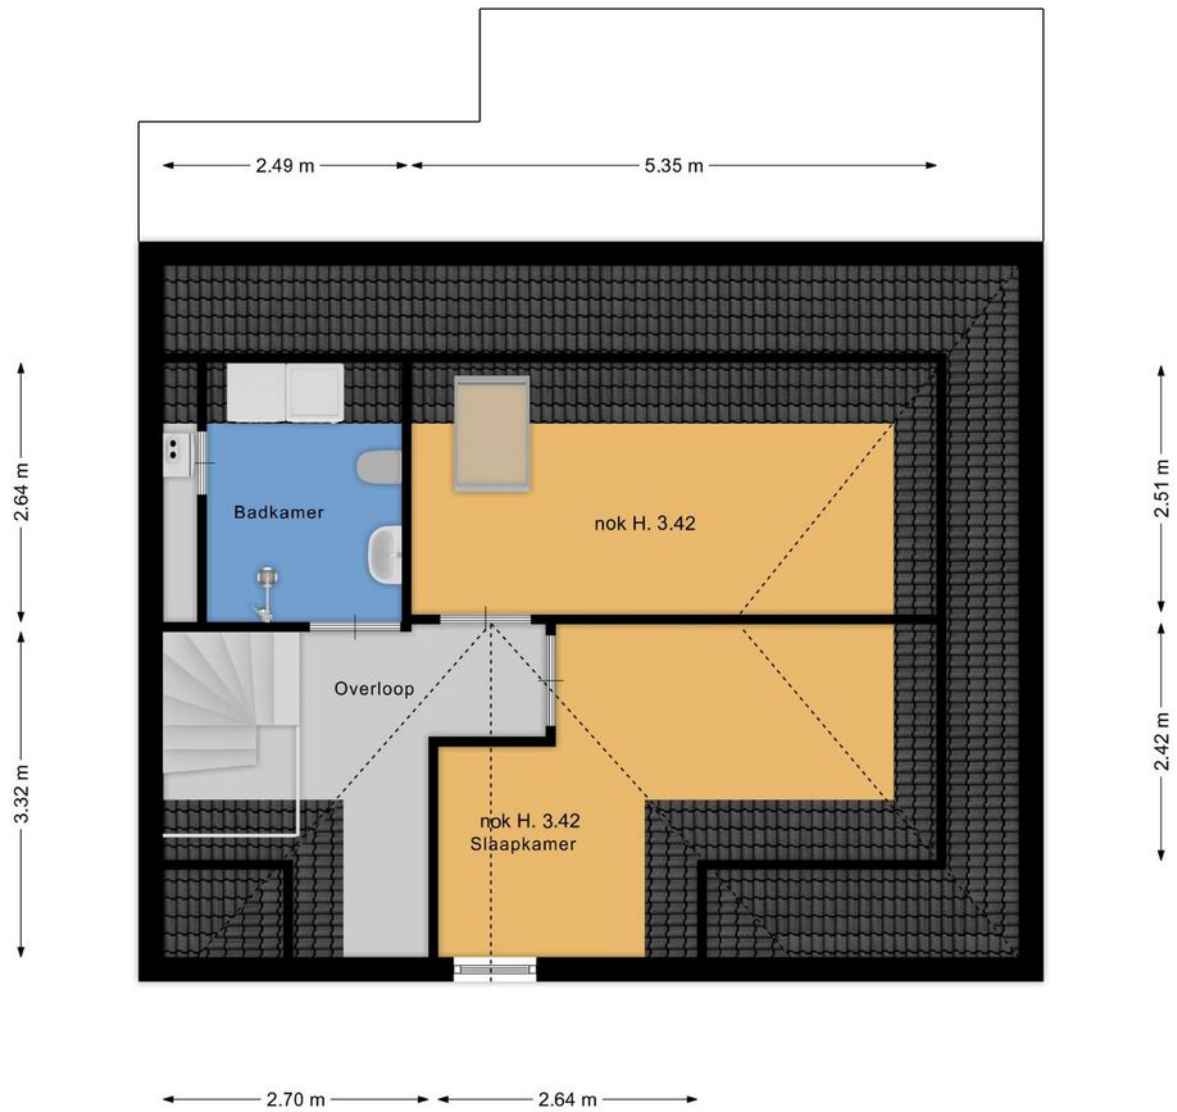 2.49 m
5.35 m
2.64 m
2.51 m
Badkamer
nok H. 3.42
Overloop
2.42 m
3.32 m
nok H. 3.42
Slaapkamer
2.70 m
2.64 m